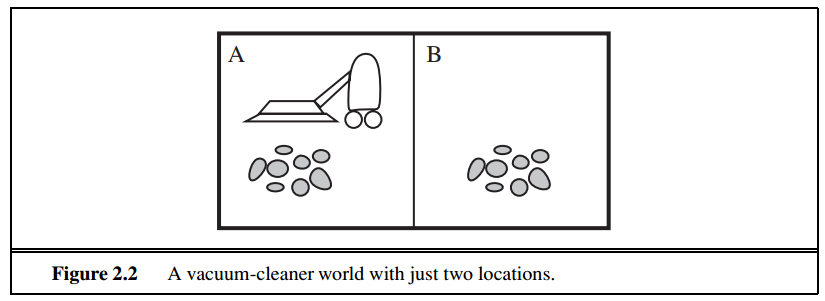 A
B
Figure 2.2 A vacuum-cleaner world with just two locations.